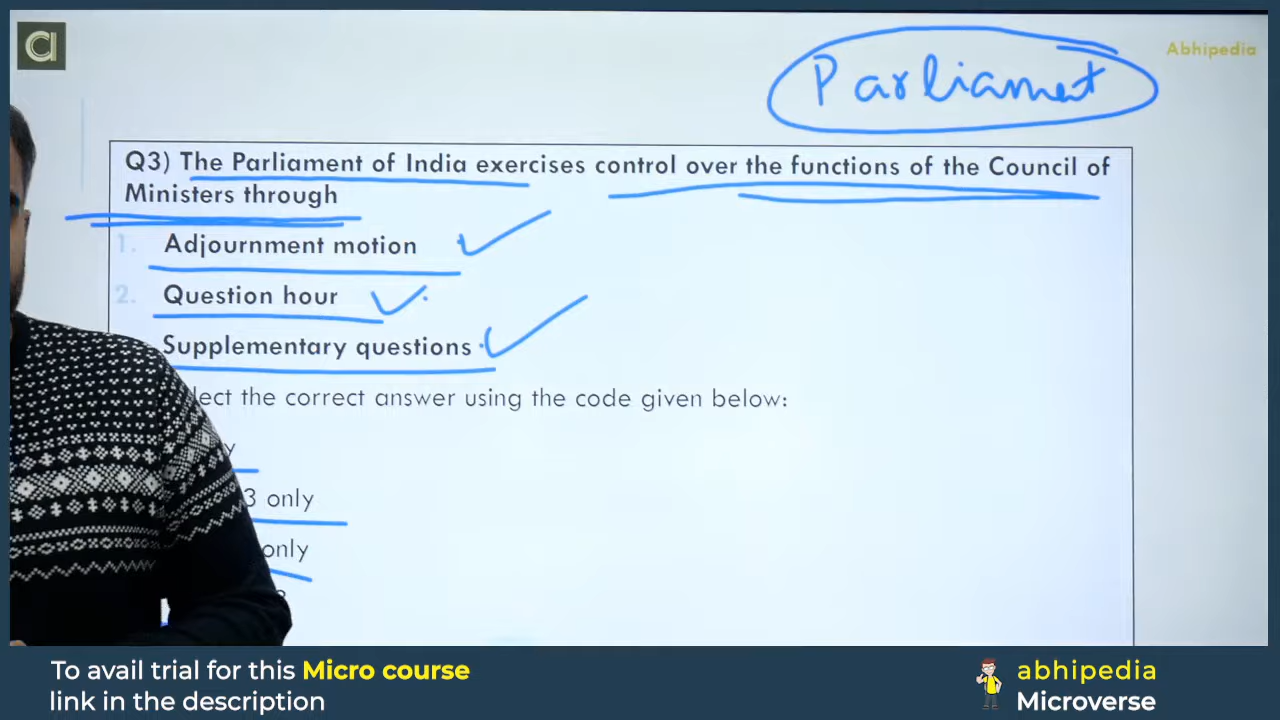 Abhipedia
Parliament
Q3) The Parliament of India exercises control over the functions of the Council of
Ministers through
1. Adjournment motion
2. Question hour
Supplementary questions
the correct answer using the code given below:
3 only
only
To avail trial for this Micro course
link in the description
abhipedia
Microverse